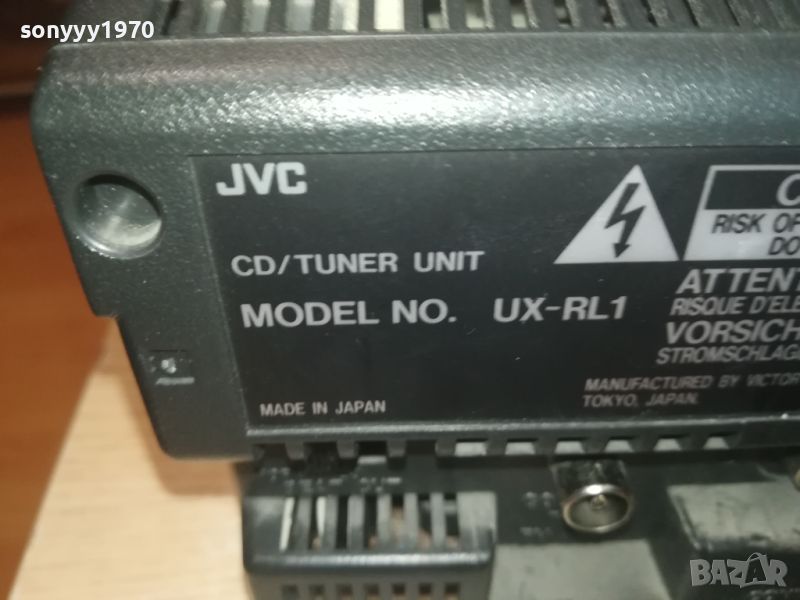 sonyyy1970
JVC
CD/TUNER UNIT
MODEL NO. UX-RL1
MADE IN JAPAN
RISK OF
DO
ATTENT
RISQUE D'ELE
VORSICH
STROMSCHLAG
MANUFACTURED BY VICTOR
TOKYO, JAPAN.
BAZAR